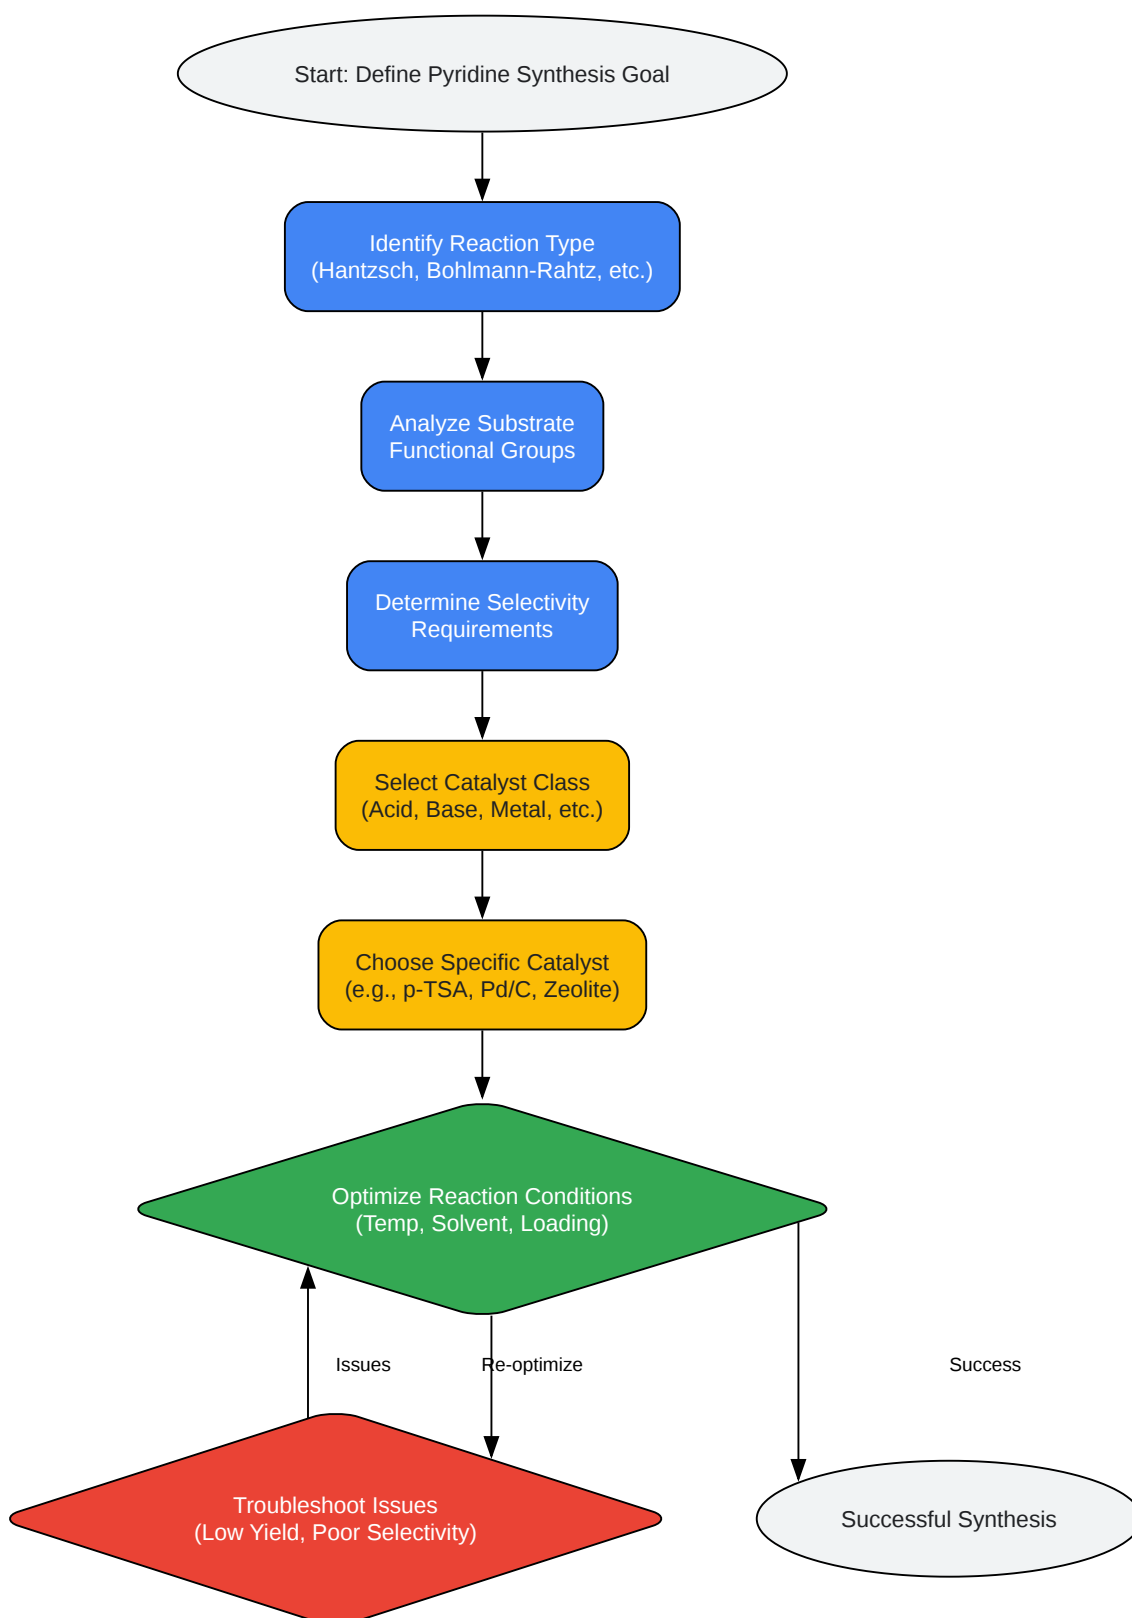 Start: Define Pyridine Synthesis Goal
Identify Reaction Type
(Hantzsch, Bohlmann-Rahtz, etc.)
Analyze Substrate
Functional Groups
Determine Selectivity
Requirements
Select Catalyst Class
(Acid, Base, Metal, etc.)
Choose Specific Catalyst
(e.g., p-TSA, Pd/C, Zeolite)
Optimize Reaction Conditions
(Temp, Solvent, Loading)
Issues
Re-optimize
Success
Troubleshoot Issues
(Low Yield, Poor Selectivity)
Successful Synthesis